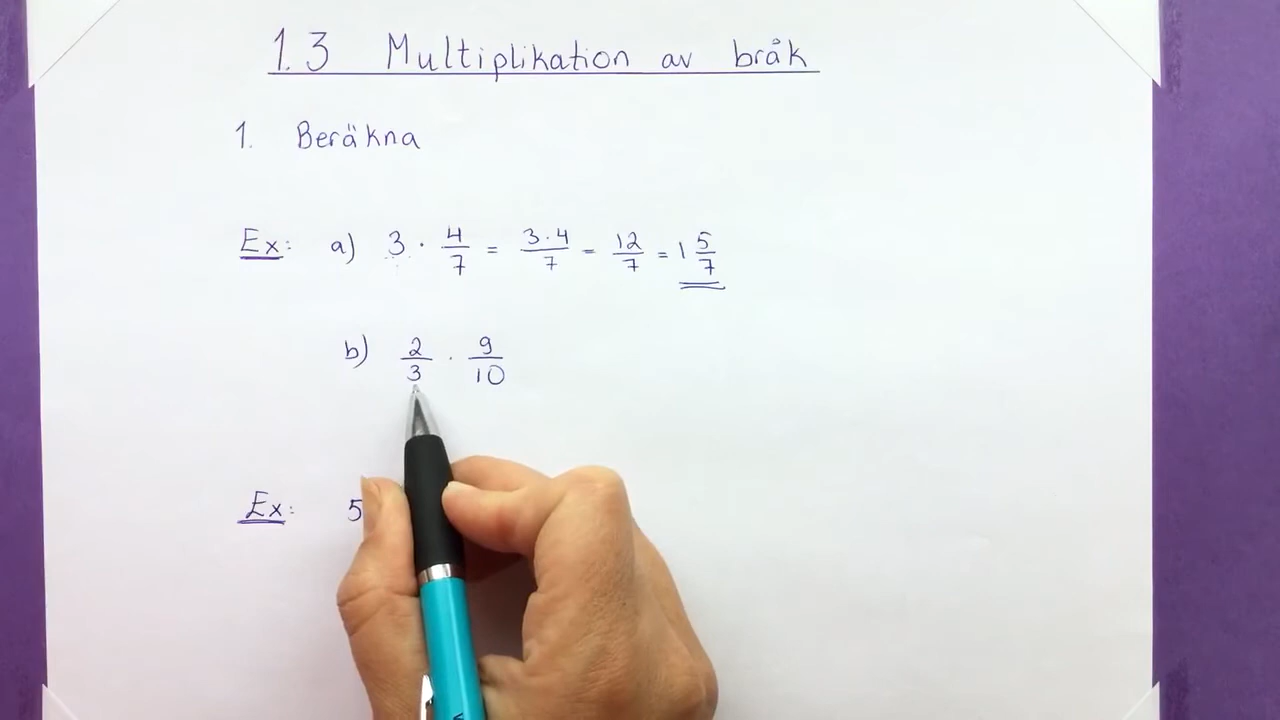 1.3 Multiplikation av bråk
1. Beräkna
Ex: a) 3 · 4/7 = 3·4/7 = 12/7 = 1 5/7
b) 2/3 · 9/10
Ex: 5